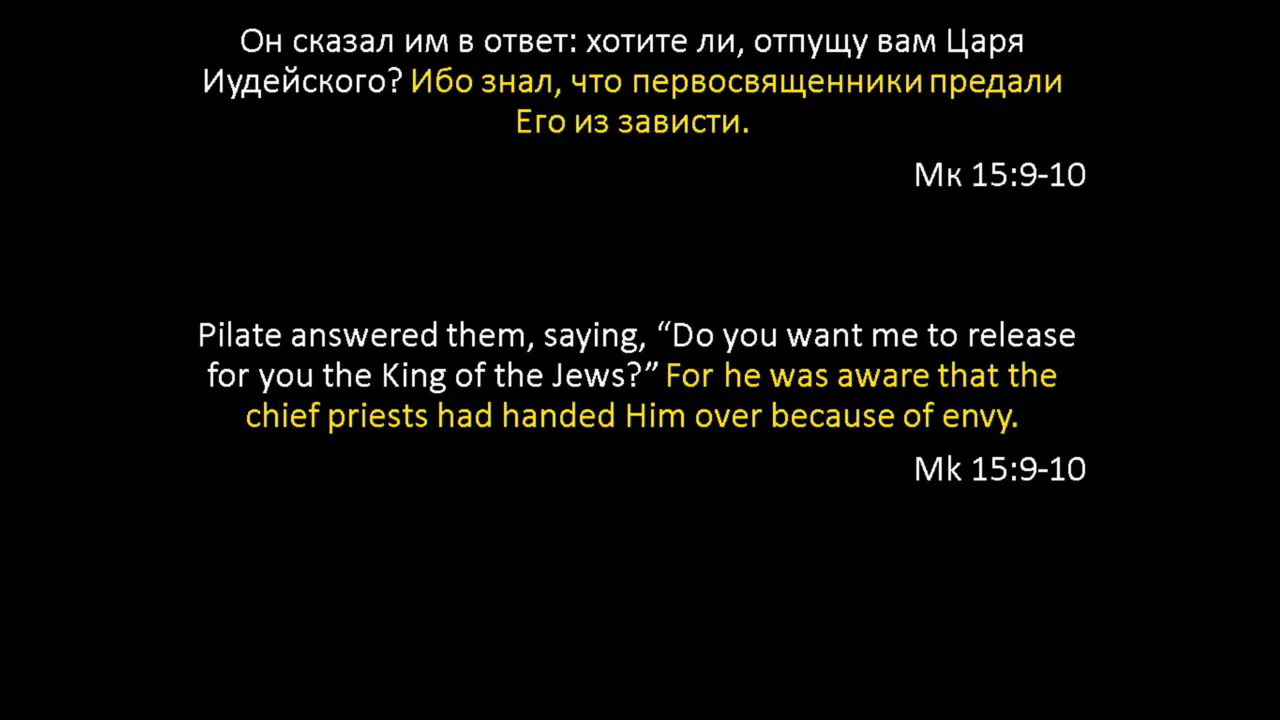 Он сказал им в ответ: хотите ли, отпущу вам Царя
Иудейского? Ибо знал, что первосвященники предали
Его из зависти.
Мк 15:9-10
Pilate answered them, saying, “Do you want me to release
for you the King of the Jews?” For he was aware that the
chief priests had handed Him over because of envy.
Mk 15:9-10